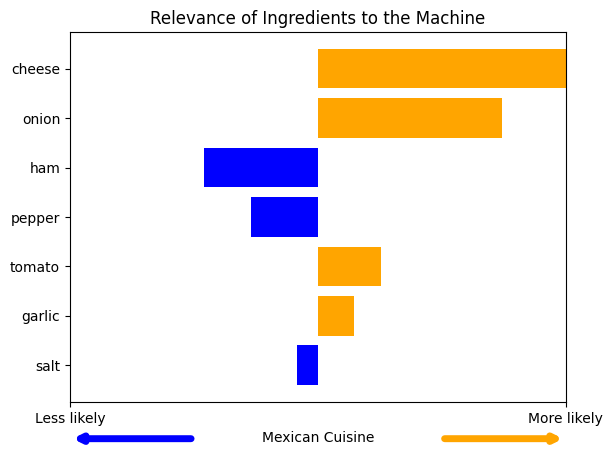 Relevance of Ingredients to the Machine
cheese
onion
ham
pepper
tomato
garlic
salt
Less likely
More likely
Mexican Cuisine